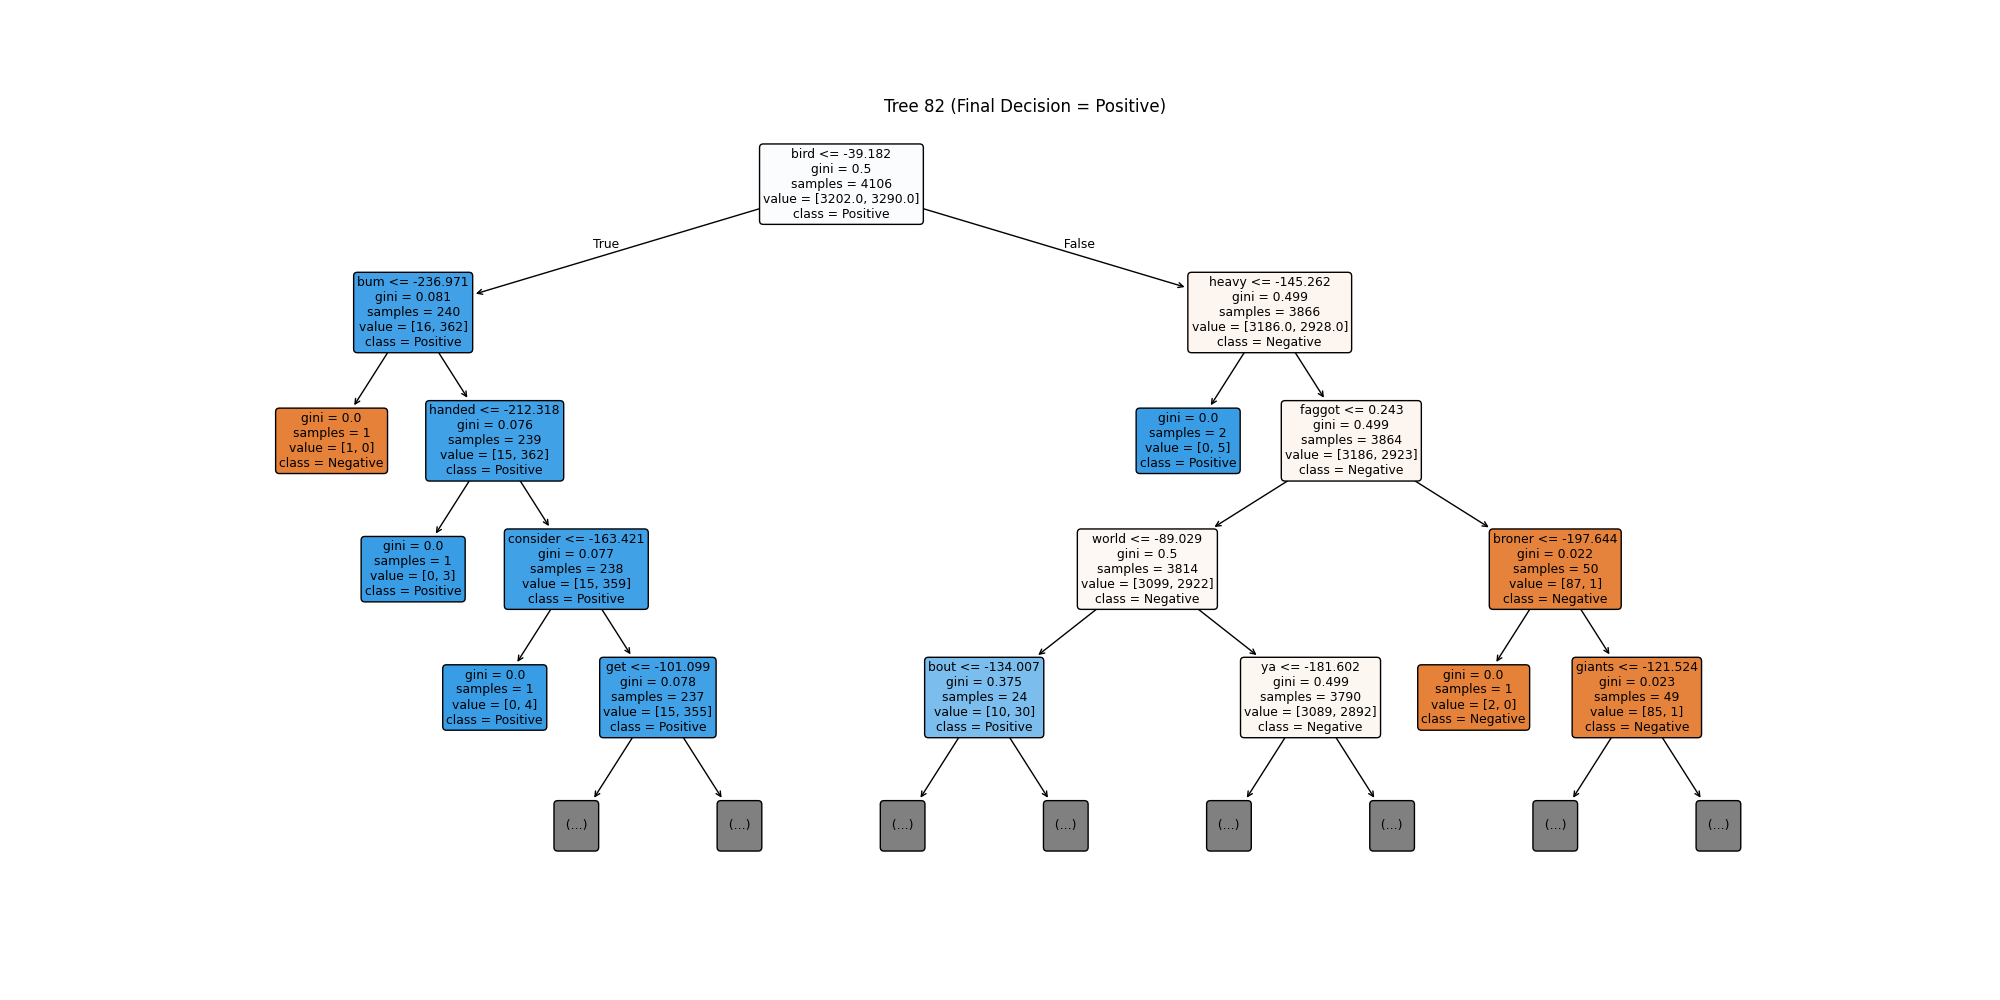 Tree 82 (Final Decision = Positive)
bird <= -39.182
gini = 0.5
samples = 4106
value = [3202.0, 3290.0]
class = Positive
True
False
bum <= -236.971
gini = 0.081
samples = 240
value = [16, 362]
class = Positive
heavy <= -145.262
gini = 0.499
samples = 3866
value = [3186.0, 2928.0]
class = Negative
gini = 0.0
samples = 1
value = [1, 0]
class = Negative
handed <= -212.318
gini = 0.076
samples = 239
value = [15, 362]
class = Positive
gini = 0.0
samples = 2
value = [0, 5]
class = Positive
faggot <= 0.243
gini = 0.499
samples = 3864
value = [3186, 2923]
class = Negative
gini = 0.0
samples = 1
value = [0, 3]
class = Positive
consider <= -163.421
gini = 0.077
samples = 238
value = [15, 359]
class = Positive
world <= -89.029
gini = 0.5
samples = 3814
value = [3099, 2922]
class = Negative
broner <= -197.644
gini = 0.022
samples = 50
value = [87, 1]
class = Negative
gini = 0.0
samples = 1
value = [0, 4]
class = Positive
get <= -101.099
gini = 0.078
samples = 237
value = [15, 355]
class = Positive
bout <= -134.007
gini = 0.375
samples = 24
value = [10, 30]
class = Positive
ya <= -181.602
gini = 0.499
samples = 3790
value = [3089, 2892]
class = Negative
gini = 0.0
samples = 1
value = [2, 0]
class = Negative
giants <= -121.524
gini = 0.023
samples = 49
value = [85, 1]
class = Negative
(...)
(...)
(...)
(...)
(...)
(...)
(...)
(...)